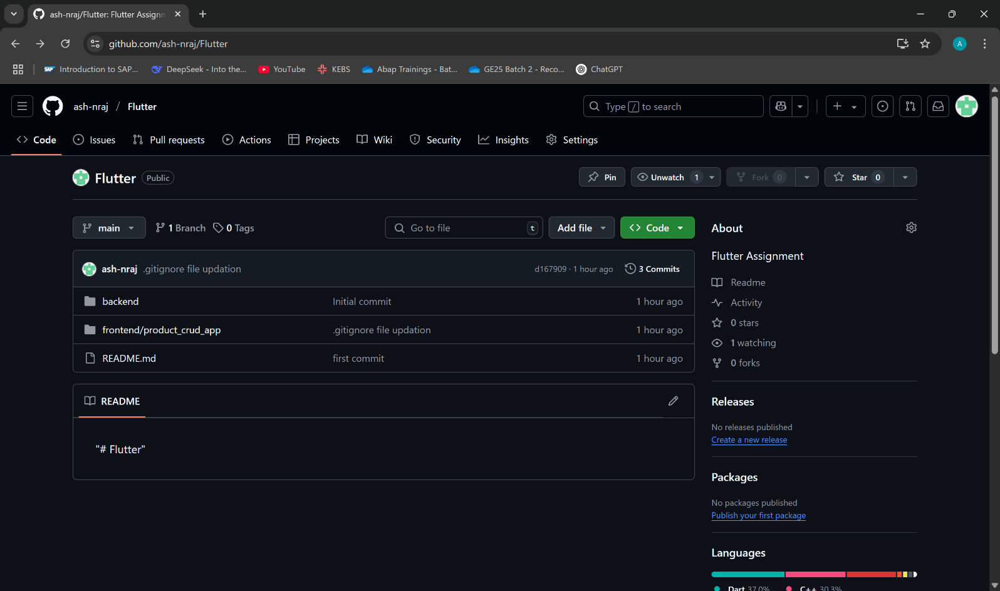 ash-nraj/Flutter: Flutter Assign
github.com/ash-nraj/Flutter
A
SAP Introduction to SAP...
DeepSeek - Into the...
YouTube
KEBS
Abap Trainings - Bat...
GE25 Batch 2 - Reco...
ChatGPT
ash-nraj / Flutter
Type / to search
Code
Issues
Pull requests
Actions
Projects
Wiki
Security
Insights
Settings
Flutter Public
Pin
Unwatch 1
Fork 0
Star 0
main
1 Branch
0 Tags
Go to file t
Add file
Code
ash-nraj .gitignore file updation d167909 · 1 hour ago 3 Commits
backend Initial commit 1 hour ago
frontend/product_crud_app .gitignore file updation 1 hour ago
README.md first commit 1 hour ago
README
"# Flutter"
About
Flutter Assignment
Readme
Activity
0 stars
1 watching
0 forks
Releases
No releases published
Create a new release
Packages
No packages published
Publish your first package
Languages
Dart 37.0% C++ 30.3%